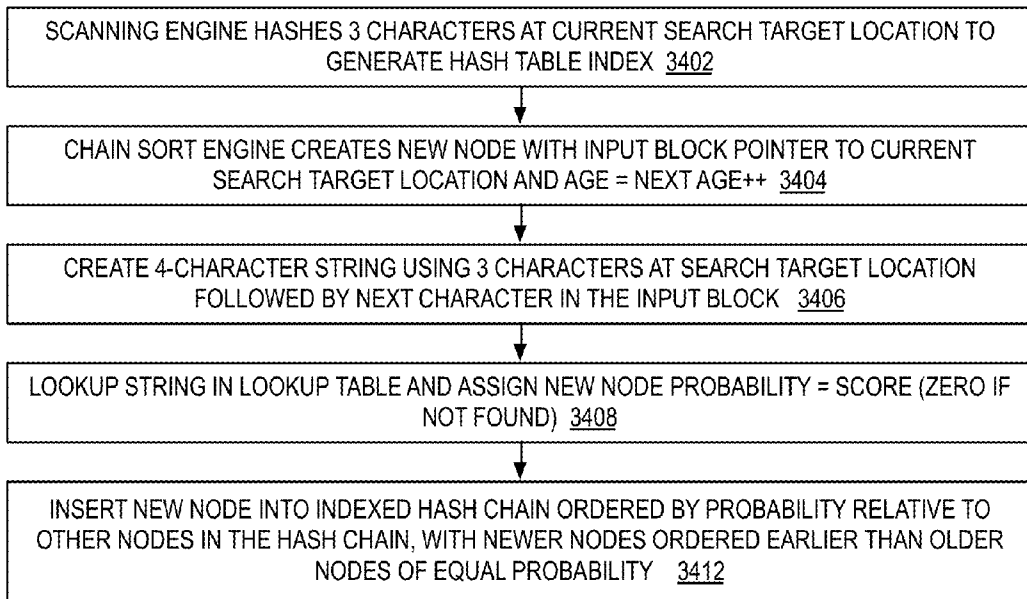 SCANNING ENGINE HASHES 3 CHARACTERS AT CURRENT SEARCH TARGET LOCATION TO
GENERATE HASH TABLE INDEX 3402
CHAIN SORT ENGINE CREATES NEW NODE WITH INPUT BLOCK POINTER TO CURRENT
SEARCH TARGET LOCATION AND AGE = NEXT AGE++ 3404
CREATE 4-CHARACTER STRING USING 3 CHARACTERS AT SEARCH TARGET LOCATION
FOLLOWED BY NEXT CHARACTER IN THE INPUT BLOCK 3406
LOOKUP STRING IN LOOKUP TABLE AND ASSIGN NEW NODE PROBABILITY = SCORE (ZERO IF
NOT FOUND) 3408
INSERT NEW NODE INTO INDEXED HASH CHAIN ORDERED BY PROBABILITY RELATIVE TO
OTHER NODES IN THE HASH CHAIN, WITH NEWER NODES ORDERED EARLIER THAN OLDER
NODES OF EQUAL PROBABILITY 3412